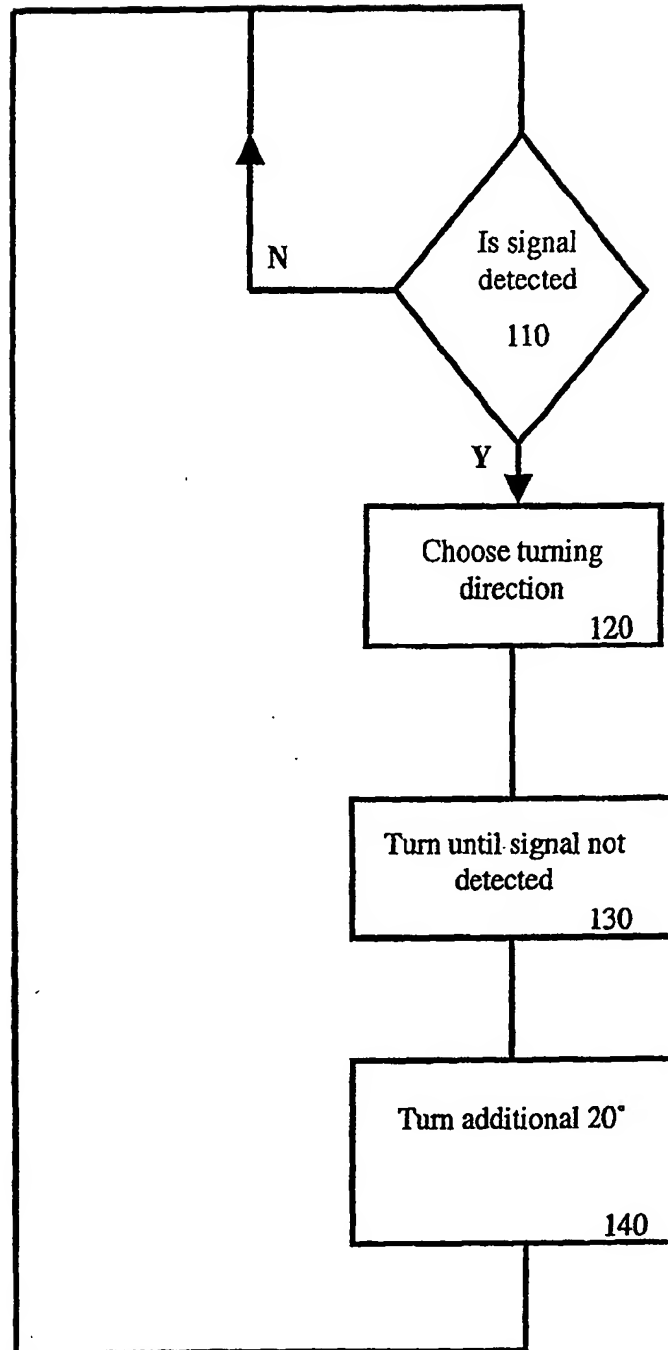 Is signal
detected
110
N
Y
Choose turning
direction
120
Turn until signal not
detected
130
Turn additional 20°
140